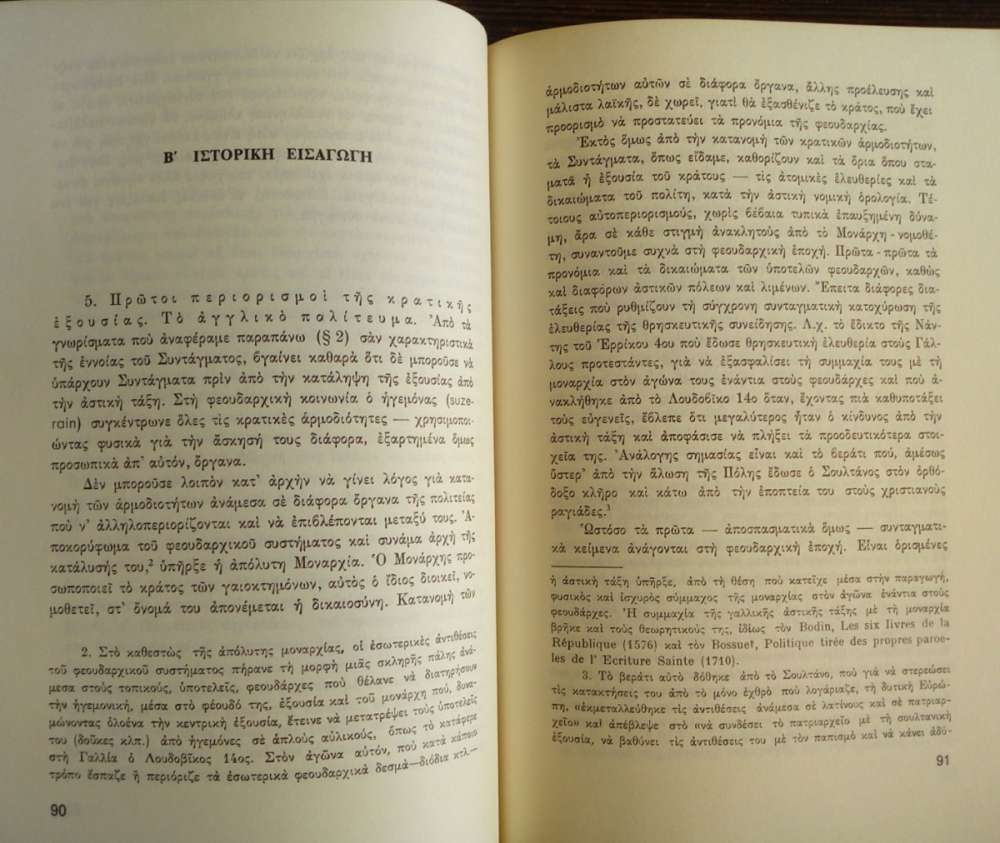 Β' ΙΣΤΟΡΙΚΗ ΕΙΣΑΓΩΓΗ
5. Πρῶτοι περιορισμοὶ τῆς κρατικῆς
ἐξουσίας. Τὸ ἀγγλικὸ πολίτευμα. Ἀπὸ τὰ
γνωρίσματα ποὺ ἀναφέραμε παραπάνω (§ 2) σὰν χαρακτηριστικὰ
τῆς ἐννοίας τοῦ Συντάγματος, βγαίνει καθαρὰ ὅτι δὲ μποροῦσε νὰ
ὑπάρχουν Συντάγματα πρὶν ἀπὸ τὴν κατάληψη τῆς ἐξουσίας ἀπὸ
τὴν ἀστικὴ τάξη. Στὴ φεουδαρχικὴ κοινωνία ὁ ἡγεμόνας (suze-
rain) συγκέντρωνε ὅλες τὶς κρατικὲς ἁρμοδιότητες — χρησιμοποι-
ώντας φυσικὰ γιὰ τὴν ἄσκησή τους διάφορα, ἐξαρτημένα ὅμως
προσωπικὰ ἀπ' αὐτόν, ὄργανα.
Δὲν μποροῦσε λοιπὸν κατ' ἀρχὴν νὰ γίνει λόγος γιὰ κατα-
νομὴ τῶν ἁρμοδιοτήτων ἀνάμεσα σὲ διάφορα ὄργανα τῆς πολιτείας
ποὺ ν' ἀλληλοπεριορίζονται καὶ νὰ ἐπιβλέπονται μεταξύ τους. Ἀ-
ποκορύφωμα τοῦ φεουδαρχικοῦ συστήματος καὶ συνάμα ἀρχὴ τῆς
κατάλυσής του,² ὑπῆρξε ἡ ἀπόλυτη Μοναρχία. Ὁ Μονάρχης προ-
σωποποιεῖ τὸ κράτος τῶν γαιοκτημόνων, αὐτὸς ὁ ἴδιος διοικεῖ, νο-
μοθετεῖ, στ' ὄνομά του ἀπονέμεται ἡ δικαιοσύνη. Κατανομὴ τῶν
2. Στὸ καθεστὼς τῆς ἀπόλυτης μοναρχίας, οἱ ἐσωτερικὲς ἀντιθέσεις
τοῦ φεουδαρχικοῦ συστήματος πήρανε τὴ μορφὴ μιᾶς σκληρῆς πάλης ἀνά-
μεσα στοὺς τοπικούς, ὑποτελεῖς, φεουδάρχες ποὺ θέλανε νὰ διατηρήσουν
τὴν ἡγεμονική, μέσα στὸ φέουδό της, ἐξουσία καὶ τοῦ μονάρχη πού, δυνα-
μώνοντας ὁλοένα τὴν κεντρικὴ ἐξουσία, ἔτεινε νὰ μετατρέψει τοὺς ὑποτελεῖς
του (δοῦκες κλπ.) ἀπὸ ἡγεμόνες σὲ ἁπλοὺς αὐλικούς, ὅπως τὸ κατάφερε
στὴ Γαλλία ὁ Λουδοβῖκος 14ος. Στὸν ἀγῶνα αὐτόν, ποὺ κατὰ κάποιο
τρόπο ἔσπαζε ἢ περιόριζε τὰ ἐσωτερικὰ φεουδαρχικὰ δεσμά—διόδια κτλ.—
90
ἁρμοδιοτήτων αὐτῶν σὲ διάφορα ὄργανα, ἄλλης προέλευσης καὶ
μάλιστα λαϊκῆς, δὲ χωρεῖ, γιατὶ θὰ ἐξασθένιζε τὸ κράτος, ποὺ ἔχει
προορισμὸ νὰ προστατεύει τὰ προνόμια τῆς φεουδαρχίας.
Ἐκτὸς ὅμως ἀπὸ τὴν κατανομὴ τῶν κρατικῶν ἁρμοδιοτήτων,
τὰ Συντάγματα, ὅπως εἴδαμε, καθορίζουν καὶ τὰ ὅρια ὅπου στα-
ματᾶ ἡ ἐξουσία τοῦ κράτους — τὶς ἀτομικὲς ἐλευθερίες καὶ τὰ
δικαιώματα τοῦ πολίτη, κατὰ τὴν ἀστικὴ νομικὴ ὁρολογία. Τέ-
τοιους αὐτοπεριορισμούς, χωρὶς βέβαια τυπικὰ ἐπαυξημένη δύνα-
μη, ἄρα σὲ κάθε στιγμὴ ἀνακλητοὺς ἀπὸ τὸ Μονάρχη - νομοθέ-
τη, συναντοῦμε συχνὰ στὴ φεουδαρχικὴ ἐποχή. Πρῶτα - πρῶτα τὰ
προνόμια καὶ τὰ δικαιώματα τῶν ὑποτελῶν φεουδαρχῶν, καθὼς
καὶ διαφόρων ἀστικῶν πόλεων καὶ λιμένων. Ἔπειτα διάφορες δια-
τάξεις ποὺ ρυθμίζουν τὴ σύγχρονη συνταγματικὴ κατοχύρωση τῆς
ἐλευθερίας τῆς θρησκευτικῆς συνείδησης. Λ.χ. τὸ ἔδικτο τῆς Νάν-
της τοῦ Ἐρρίκου 4ου ποὺ ἔδωσε θρησκευτικὴ ἐλευθερία στοὺς Γάλ-
λους προτεστάντες, γιὰ νὰ ἐξασφαλίσει τὴ συμμαχία τους μὲ τὴ
μοναρχία στὸν ἀγώνα τους ἐνάντια στοὺς φεουδάρχες καὶ ποὺ ἀ-
νακλήθηκε ἀπὸ τὸ Λουδοβῖκο 14ο ὅταν, ἔχοντας πιὰ καθυποτάξει
τοὺς εὐγενεῖς, ἔβλεπε ὅτι μεγαλύτερος ἦταν ὁ κίνδυνος ἀπὸ τὴν
ἀστικὴ τάξη καὶ ἀποφάσισε νὰ πλήξει τὰ προοδευτικότερα στοι-
χεῖα της. Ἀνάλογης σημασίας εἶναι καὶ τὸ βεράτι πού, ἀμέσως
ὕστερ' ἀπὸ τὴν ἅλωση τῆς Πόλης ἔδωσε ὁ Σουλτάνος στὸν ὀρθό-
δοξο κλῆρο καὶ κάτω ἀπὸ τὴν ἐποπτεία του στοὺς χριστιανοὺς
ραγιάδες.³
Ὡστόσο τὰ πρῶτα — ἀποσπασματικὰ ὅμως — συνταγματι-
κὰ κείμενα ἀνάγονται στὴ φεουδαρχικὴ ἐποχή. Εἶναι ὁρισμένες
ἡ ἀστικὴ τάξη ὑπῆρξε, ἀπὸ τὴ θέση ποὺ κατεῖχε μέσα στὴν παραγωγή,
φυσικὸς καὶ ἰσχυρὸς σύμμαχος τῆς μοναρχίας στὸν ἀγῶνα ἐνάντια στοὺς
φεουδάρχες. Ἡ συμμαχία τῆς γαλλικῆς ἀστικῆς τάξης μὲ τὴ μοναρχία
βρῆκε καὶ τοὺς θεωρητικούς της, ἰδίως τὸν Bodin, Les six livres de la
République (1576) καὶ τὸν Bossuet, Politique tirée des propres paroe-
les de l' Ecriture Sainte (1710).
3. Τὸ βεράτι αὐτὸ δόθηκε ἀπὸ τὸ Σουλτάνο, ποὺ γιὰ νὰ στερεώσει
τὶς κατακτήσεις του ἀπὸ τὸ μόνο ἐχθρὸ ποὺ λογάριαζε, τὴ δυτικὴ Εὐρώ-
πη, «ἐκμεταλλεύθηκε τὶς ἀντιθέσεις ἀνάμεσα σὲ λατίνους καὶ σὲ πατριαρ-
χεῖο» καὶ ἀπέβλεψε στὸ «νὰ συνδέσει τὸ πατριαρχεῖο μὲ τὴ σουλτανικὴ
ἐξουσία, νὰ βαθύνει τὶς ἀντιθέσεις του μὲ τὸν παπισμὸ καὶ νὰ κάνει ἀδύ-
91